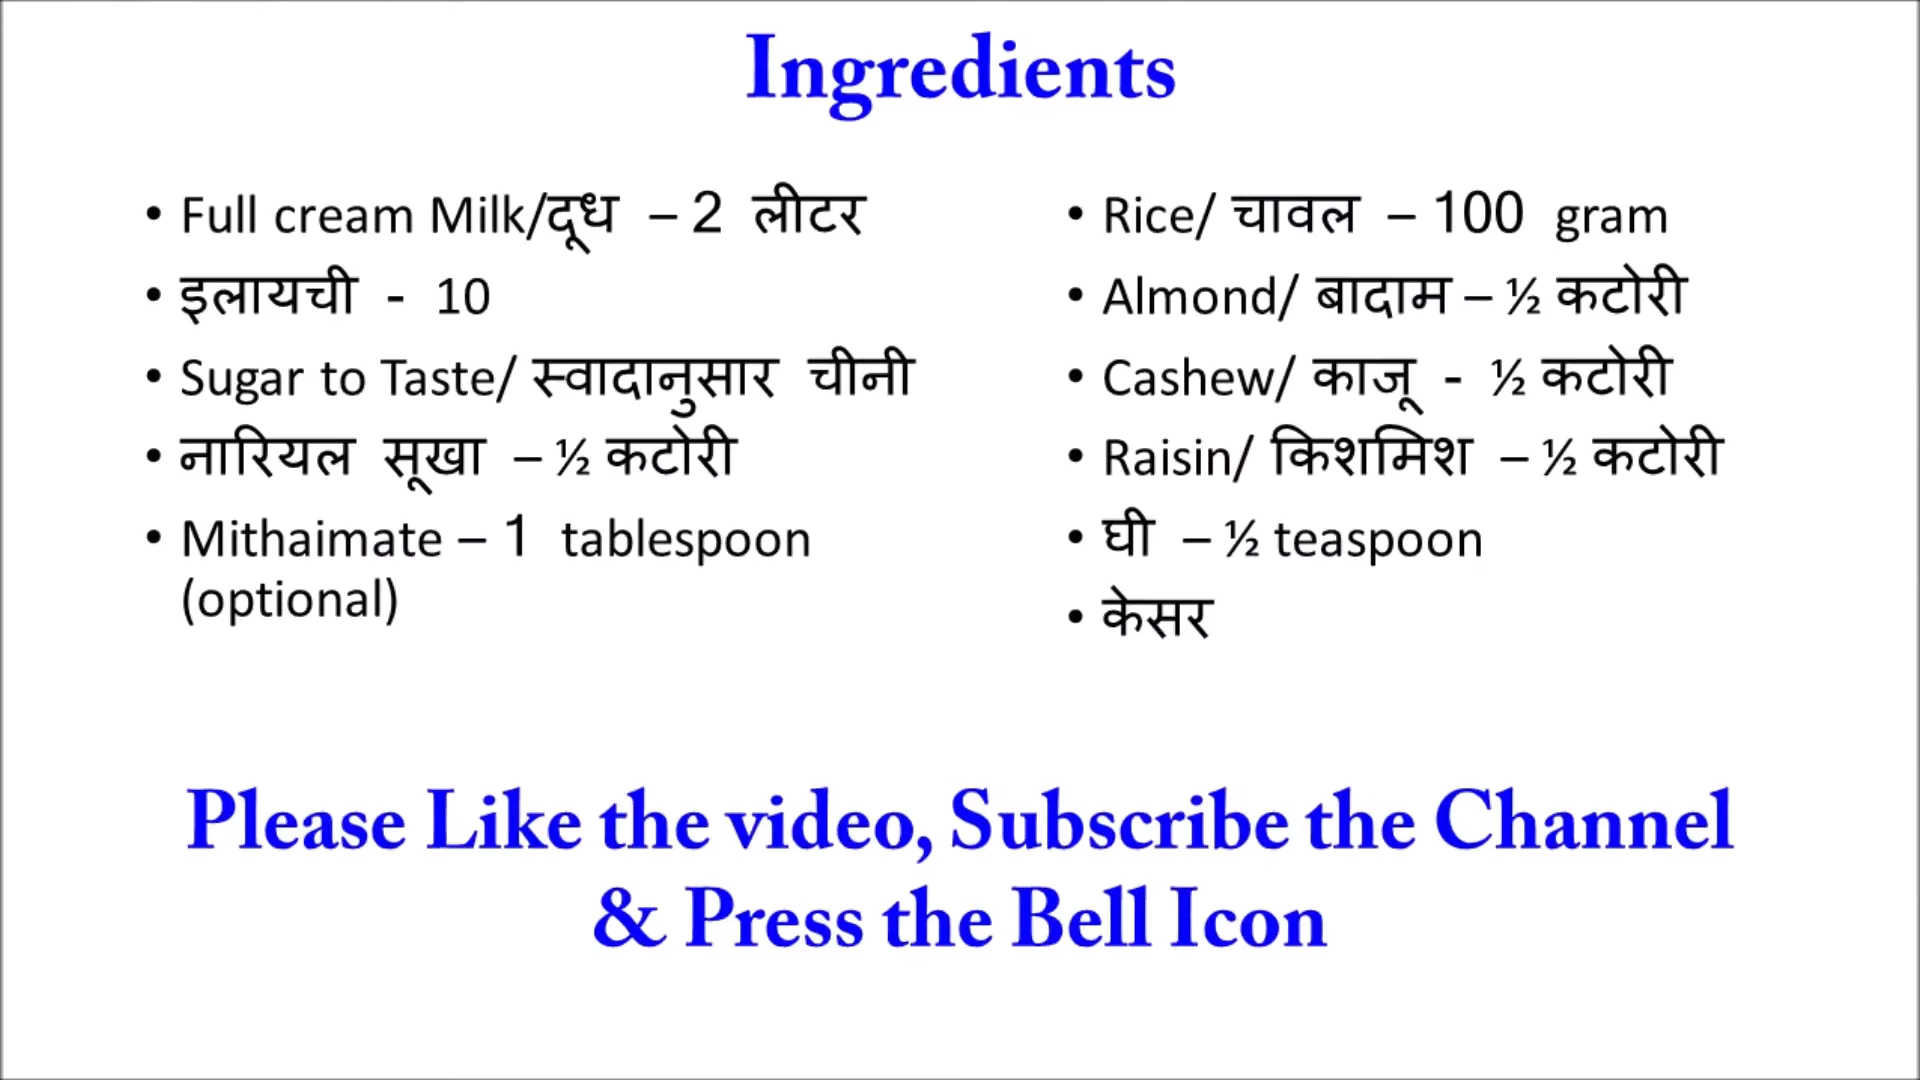 Ingredients
• Full cream Milk/दूध – 2 लीटर
• इलायची - 10
• Sugar to Taste/ स्वादानुसार चीनी
• नारियल सूखा – ½ कटोरी
• Mithaimate – 1 tablespoon
(optional)
• Rice/ चावल – 100 gram
• Almond/ बादाम – ½ कटोरी
• Cashew/ काजू - ½ कटोरी
• Raisin/ किशमिश – ½ कटोरी
• घी – ½ teaspoon
• केसर
Please Like the video, Subscribe the Channel
& Press the Bell Icon